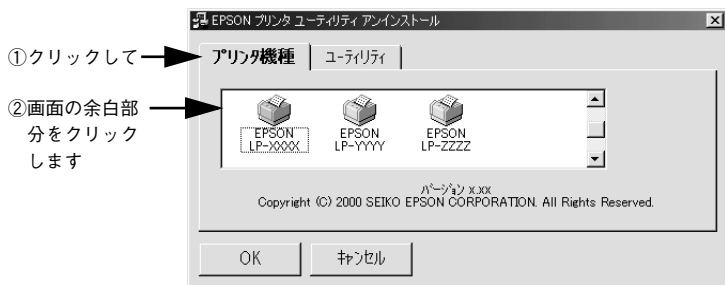 EPSON プリンタ ユーティリティ アンインストール
①クリックして
プリンタ機種
ユーティリティ
②画面の余白部
分をクリック
します
EPSON
LP-XXXX
EPSON
LP-YYYY
EPSON
LP-ZZZZ
バージョン x.xx
Copyright (C) 2000 SEIKO EPSON CORPORATION. All Rights Reserved.
OK
キャンセル